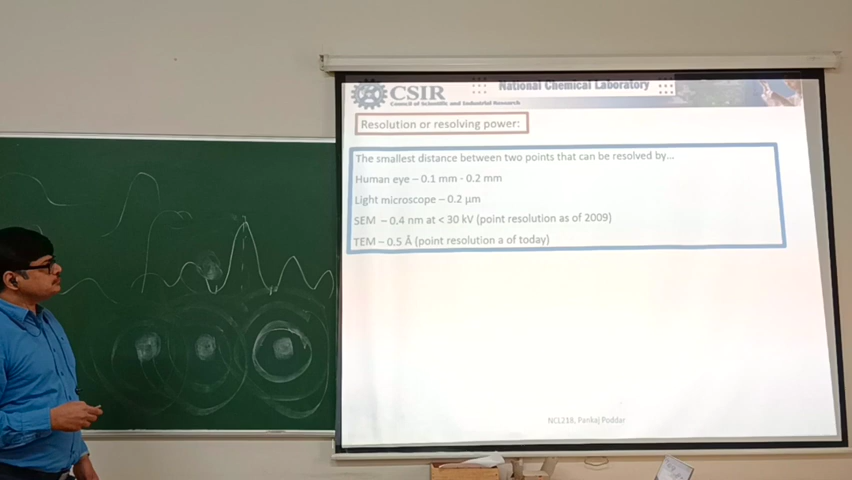 CSIR
Council of Scientific and Industrial Research
National Chemical Laboratory
Resolution or resolving power:
The smallest distance between two points that can be resolved by...
Human eye – 0.1 mm - 0.2 mm
Light microscope – 0.2 µm
SEM – 0.4 nm at < 30 kV (point resolution as of 2009)
TEM – 0.5 Å (point resolution a of today)
NCL218, Pankaj Poddar